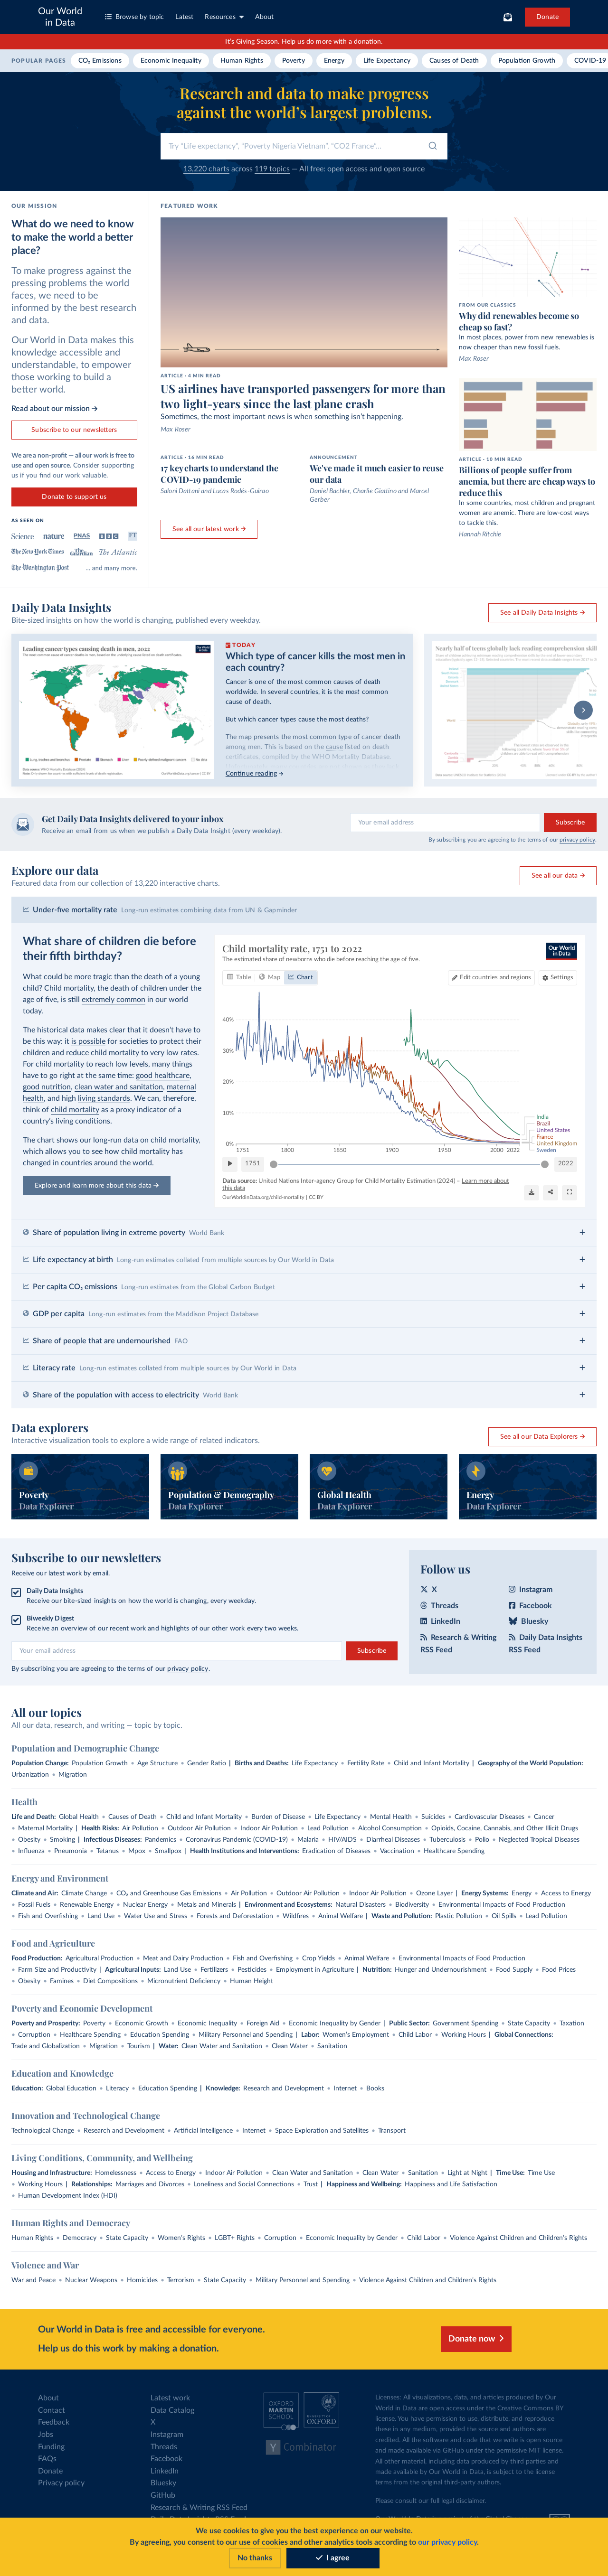 Our World
in Data
Browse by topic
Latest
Resources
About
Donate
It's Giving Season. Help us do more with a donation.
POPULAR PAGES
CO₂ Emissions
Economic Inequality
Human Rights
Poverty
Energy
Life Expectancy
Causes of Death
Population Growth
COVID-19
Research and data to make progress
against the world's largest problems.
Try "Life expectancy", "Poverty Nigeria Vietnam", "CO2 France"...
13,220 charts across 119 topics — All free: open access and open source
OUR MISSION
What do we need to know
to make the world a better
place?
To make progress against the
pressing problems the world
faces, we need to be
informed by the best research
and data.
Our World in Data makes this
knowledge accessible and
understandable, to empower
those working to build a
better world.
Read about our mission →
Subscribe to our newsletters
We are a non-profit — all our work is free to
use and open source. Consider supporting
us if you find our work valuable.
Donate to support us
AS SEEN ON
Science
nature
PNAS
BBC
FT
The New York Times
The Guardian
The Atlantic
The Washington Post
... and many more.
FEATURED WORK
ARTICLE - 4 MIN READ
US airlines have transported passengers for more than
two light-years since the last plane crash
Sometimes, the most important news is when something isn't happening.
Max Roser
ARTICLE - 16 MIN READ
17 key charts to understand the
COVID-19 pandemic
Saloni Dattani and Lucas Rodés-Guirao
ANNOUNCEMENT
We've made it much easier to reuse
our data
Daniel Bachler, Charlie Giattino and Marcel
Gerber
See all our latest work →
FROM OUR CLASSICS
Why did renewables become so
cheap so fast?
In most places, power from new renewables is
now cheaper than new fossil fuels.
Max Roser
ARTICLE - 10 MIN READ
Billions of people suffer from
anemia, but there are cheap ways to
reduce this
In some countries, most children and pregnant
women are anemic. There are low-cost ways
to tackle this.
Hannah Ritchie
Daily Data Insights
Bite-sized insights on how the world is changing, published every weekday.
See all Daily Data Insights →
Leading cancer types causing death in men, 2022
TODAY
Which type of cancer kills the most men in
each country?
Cancer is one of the most common causes of death
worldwide. In several countries, it is the most common
cause of death.
But which cancer types cause the most deaths?
The map presents the most common type of cancer death
among men. This is based on the cause listed on death
certificates, compiled by the WHO Mortality Database.
Continue reading →
Nearly half of teens globally lack reading comprehension skill
Get Daily Data Insights delivered to your inbox
Receive an email from us when we publish a Daily Data Insight (every weekday).
Your email address
Subscribe
By subscribing you are agreeing to the terms of our privacy policy.
Explore our data
Featured data from our collection of 13,220 interactive charts.
See all our data →
Under-five mortality rate Long-run estimates combining data from UN & Gapminder
What share of children die before
their fifth birthday?
What could be more tragic than the death of a young
child? Child mortality, the death of children under the
age of five, is still extremely common in our world
today.
The historical data makes clear that it doesn't have to
be this way: it is possible for societies to protect their
children and reduce child mortality to very low rates.
For child mortality to reach low levels, many things
have to go right at the same time: good healthcare,
good nutrition, clean water and sanitation, maternal
health, and high living standards. We can, therefore,
think of child mortality as a proxy indicator of a
country's living conditions.
The chart shows our long-run data on child mortality,
which allows you to see how child mortality has
changed in countries around the world.
Explore and learn more about this data →
Child mortality rate, 1751 to 2022
The estimated share of newborns who die before reaching the age of five.
Our World
in Data
Table
Map
Chart
Edit countries and regions
Settings
40%
30%
20%
10%
0%
1751
1800
1850
1900
1950
2000
2022
India
Brazil
United States
France
United Kingdom
Sweden
1751
2022
Data source: United Nations Inter-agency Group for Child Mortality Estimation (2024) – Learn more about
this data
OurWorldinData.org/child-mortality | CC BY
Share of population living in extreme poverty World Bank
Life expectancy at birth Long-run estimates collated from multiple sources by Our World in Data
Per capita CO₂ emissions Long-run estimates from the Global Carbon Budget
GDP per capita Long-run estimates from the Maddison Project Database
Share of people that are undernourished FAO
Literacy rate Long-run estimates collated from multiple sources by Our World in Data
Share of the population with access to electricity World Bank
Data explorers
Interactive visualization tools to explore a wide range of related indicators.
See all our Data Explorers →
Poverty
Data Explorer
Population & Demography
Data Explorer
Global Health
Data Explorer
Energy
Data Explorer
Subscribe to our newsletters
Receive our latest work by email.
Daily Data Insights
Receive our bite-sized insights on how the world is changing, every weekday.
Biweekly Digest
Receive an overview of our recent work and highlights of our other work every two weeks.
Your email address
Subscribe
By subscribing you are agreeing to the terms of our privacy policy.
Follow us
X
Instagram
Threads
Facebook
LinkedIn
Bluesky
Research & Writing
RSS Feed
Daily Data Insights
RSS Feed
All our topics
All our data, research, and writing — topic by topic.
Population and Demographic Change
Population Change: Population Growth • Age Structure • Gender Ratio | Births and Deaths: Life Expectancy • Fertility Rate • Child and Infant Mortality | Geography of the World Population:
Urbanization • Migration
Health
Life and Death: Global Health • Causes of Death • Child and Infant Mortality • Burden of Disease • Life Expectancy • Mental Health • Suicides • Cardiovascular Diseases • Cancer
• Maternal Mortality | Health Risks: Air Pollution • Outdoor Air Pollution • Indoor Air Pollution • Lead Pollution • Alcohol Consumption • Opioids, Cocaine, Cannabis, and Other Illicit Drugs
• Obesity • Smoking | Infectious Diseases: Pandemics • Coronavirus Pandemic (COVID-19) • Malaria • HIV/AIDS • Diarrheal Diseases • Tuberculosis • Polio • Neglected Tropical Diseases
• Influenza • Pneumonia • Tetanus • Mpox • Smallpox | Health Institutions and Interventions: Eradication of Diseases • Vaccination • Healthcare Spending
Energy and Environment
Climate and Air: Climate Change • CO₂ and Greenhouse Gas Emissions • Air Pollution • Outdoor Air Pollution • Indoor Air Pollution • Ozone Layer | Energy Systems: Energy • Access to Energy
• Fossil Fuels • Renewable Energy • Nuclear Energy • Metals and Minerals | Environment and Ecosystems: Natural Disasters • Biodiversity • Environmental Impacts of Food Production
• Fish and Overfishing • Land Use • Water Use and Stress • Forests and Deforestation • Wildfires • Animal Welfare | Waste and Pollution: Plastic Pollution • Oil Spills • Lead Pollution
Food and Agriculture
Food Production: Agricultural Production • Meat and Dairy Production • Fish and Overfishing • Crop Yields • Animal Welfare • Environmental Impacts of Food Production
• Farm Size and Productivity | Agricultural Inputs: Land Use • Fertilizers • Pesticides • Employment in Agriculture | Nutrition: Hunger and Undernourishment • Food Supply • Food Prices
• Obesity • Famines • Diet Compositions • Micronutrient Deficiency • Human Height
Poverty and Economic Development
Poverty and Prosperity: Poverty • Economic Growth • Economic Inequality • Foreign Aid • Economic Inequality by Gender | Public Sector: Government Spending • State Capacity • Taxation
• Corruption • Healthcare Spending • Education Spending • Military Personnel and Spending | Labor: Women's Employment • Child Labor • Working Hours | Global Connections:
Trade and Globalization • Migration • Tourism | Water: Clean Water and Sanitation • Clean Water • Sanitation
Education and Knowledge
Education: Global Education • Literacy • Education Spending | Knowledge: Research and Development • Internet • Books
Innovation and Technological Change
Technological Change • Research and Development • Artificial Intelligence • Internet • Space Exploration and Satellites • Transport
Living Conditions, Community, and Wellbeing
Housing and Infrastructure: Homelessness • Access to Energy • Indoor Air Pollution • Clean Water and Sanitation • Clean Water • Sanitation • Light at Night | Time Use: Time Use
• Working Hours | Relationships: Marriages and Divorces • Loneliness and Social Connections • Trust | Happiness and Wellbeing: Happiness and Life Satisfaction
• Human Development Index (HDI)
Human Rights and Democracy
Human Rights • Democracy • State Capacity • Women's Rights • LGBT+ Rights • Corruption • Economic Inequality by Gender • Child Labor • Violence Against Children and Children's Rights
Violence and War
War and Peace • Nuclear Weapons • Homicides • Terrorism • State Capacity • Military Personnel and Spending • Violence Against Children and Children's Rights
Our World in Data is free and accessible for everyone.
Help us do this work by making a donation.
Donate now
About
Contact
Feedback
Jobs
Funding
FAQs
Donate
Privacy policy
Latest work
Data Catalog
X
Instagram
Threads
Facebook
LinkedIn
Bluesky
GitHub
Research & Writing RSS Feed
OXFORD
MARTIN
SCHOOL
UNIVERSITY OF
OXFORD
Y Combinator
Licenses: All visualizations, data, and articles produced by Our
World in Data are open access under the Creative Commons BY
license. You have permission to use, distribute, and reproduce
these in any medium, provided the source and authors are
credited. All the software and code that we write is open source
and made available via GitHub under the permissive MIT license.
All other material, including data produced by third parties and
made available by Our World in Data, is subject to the license
terms from the original third-party authors.
Please consult our full legal disclaimer.
We use cookies to give you the best experience on our website.
By agreeing, you consent to our use of cookies and other analytics tools according to our privacy policy.
No thanks
I agree